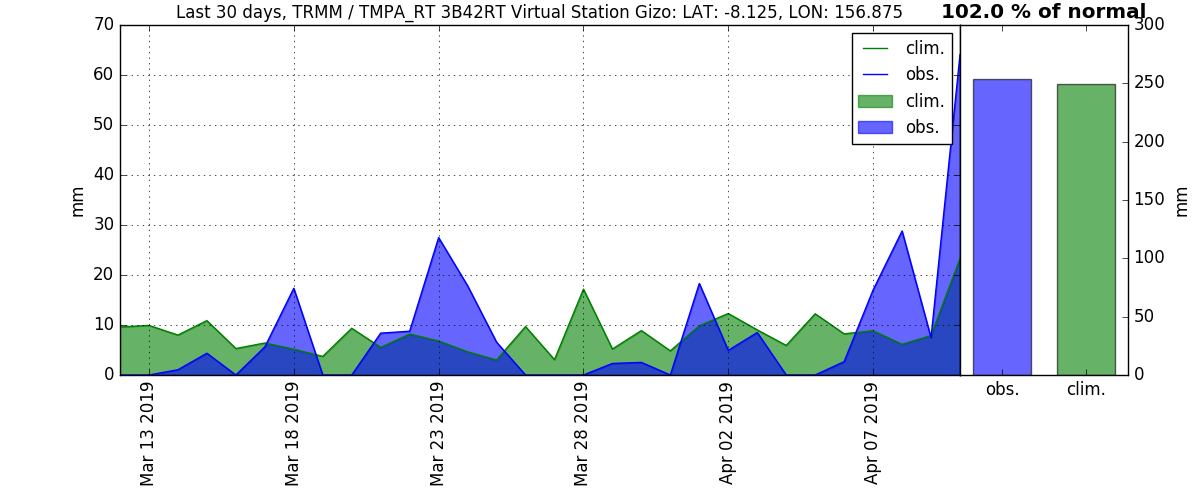 Last 30 days, TRMM / TMPA_RT 3B42RT Virtual Station Gizo: LAT: -8.125, LON: 156.875
102.0 % of normal
70
60
50
40
30
20
10
0
mm
clim.
obs.
clim.
obs.
Mar 13 2019
Mar 18 2019
Mar 23 2019
Mar 28 2019
Apr 02 2019
Apr 07 2019
300
250
200
150
100
50
0
mm
obs.
clim.